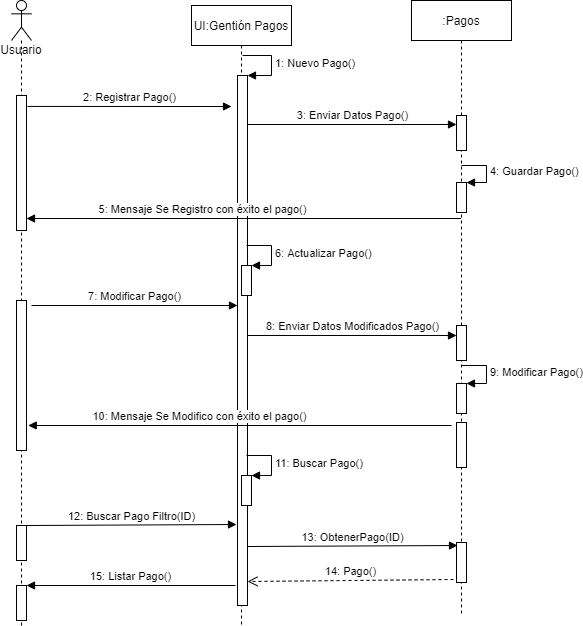 UI:Gentión Pagos
:Pagos
Usuario
1: Nuevo Pago()
2: Registrar Pago()
3: Enviar Datos Pago()
4: Guardar Pago()
5: Mensaje Se Registro con éxito el pago()
6: Actualizar Pago()
7: Modificar Pago()
8: Enviar Datos Modificados Pago()
9: Modificar Pago()
10: Mensaje Se Modifico con éxito el pago()
11: Buscar Pago()
12: Buscar Pago Filtro(ID)
13: ObtenerPago(ID)
14: Pago()
15: Listar Pago()